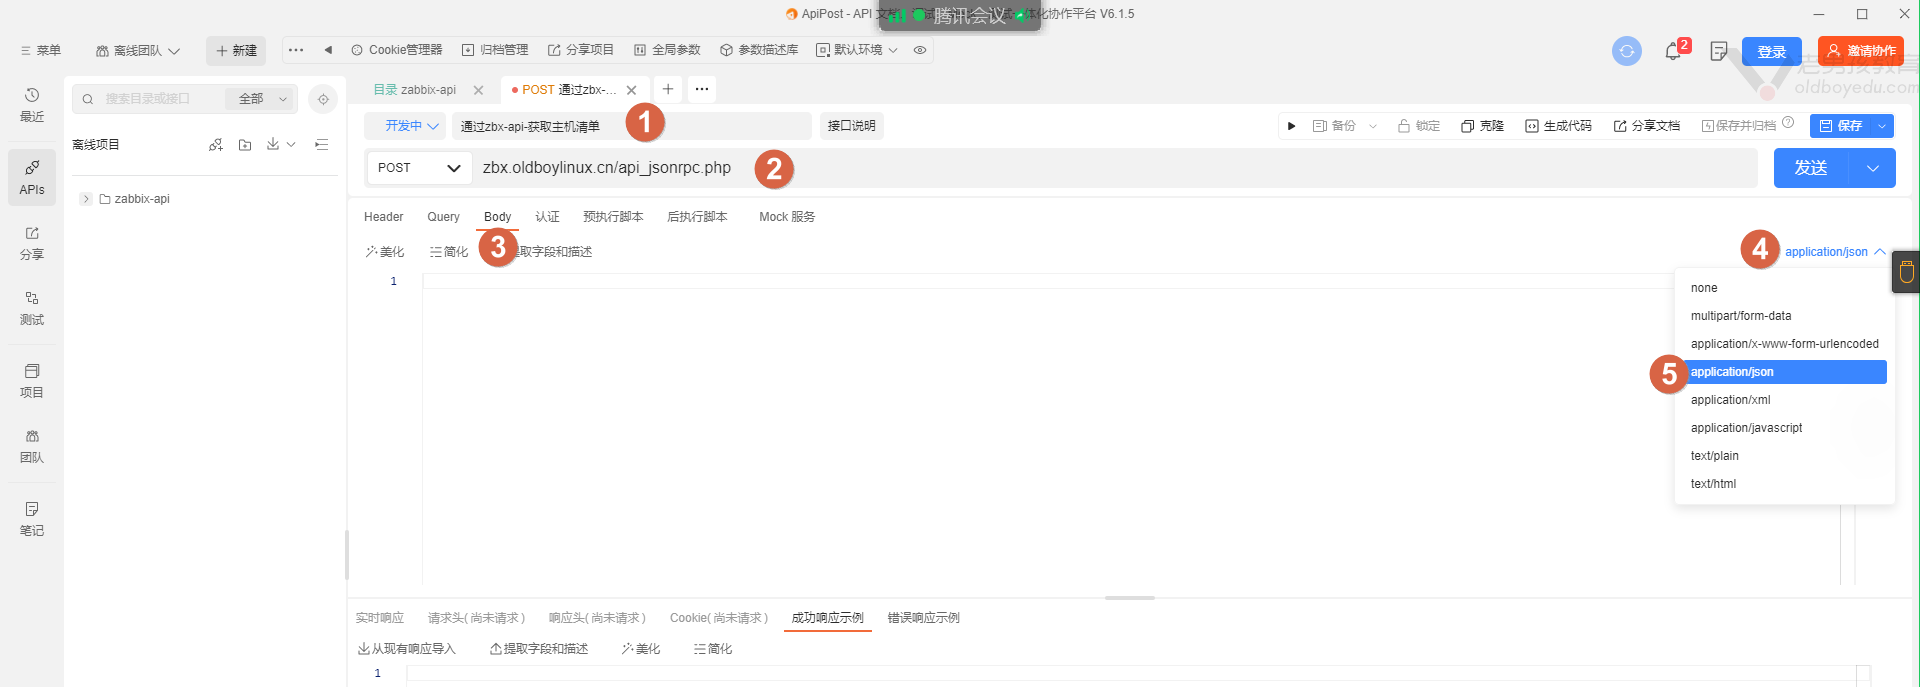 ApiPost - API 文
腾讯会议
体化协作平台 V6.1.5
菜单
离线团队
新建
Cookie管理器
归档管理
分享项目
全局参数
参数描述库
默认环境
2
登录
邀请协作
老男孩教育
oldboyedu.com
最近
搜索目录或接口
全部
目录 zabbix-api
POST 通过zbx-...
离线项目
开发中
通过zbx-api-获取主机清单
1
接口说明
备份
锁定
克隆
生成代码
分享文档
保存并归档
保存
APIs
zabbix-api
POST
zbx.oldboylinux.cn/api_jsonrpc.php
2
发送
分享
Header
Query
Body
认证
预执行脚本
后执行脚本
Mock 服务
美化
简化
3
取字段和描述
4
application/json
1
none
multipart/form-data
application/x-www-form-urlencoded
5
application/json
application/xml
application/javascript
text/plain
text/html
测试
项目
团队
笔记
实时响应
请求头(尚未请求)
响应头(尚未请求)
Cookie(尚未请求)
成功响应示例
错误响应示例
从现有响应导入
提取字段和描述
美化
简化
1